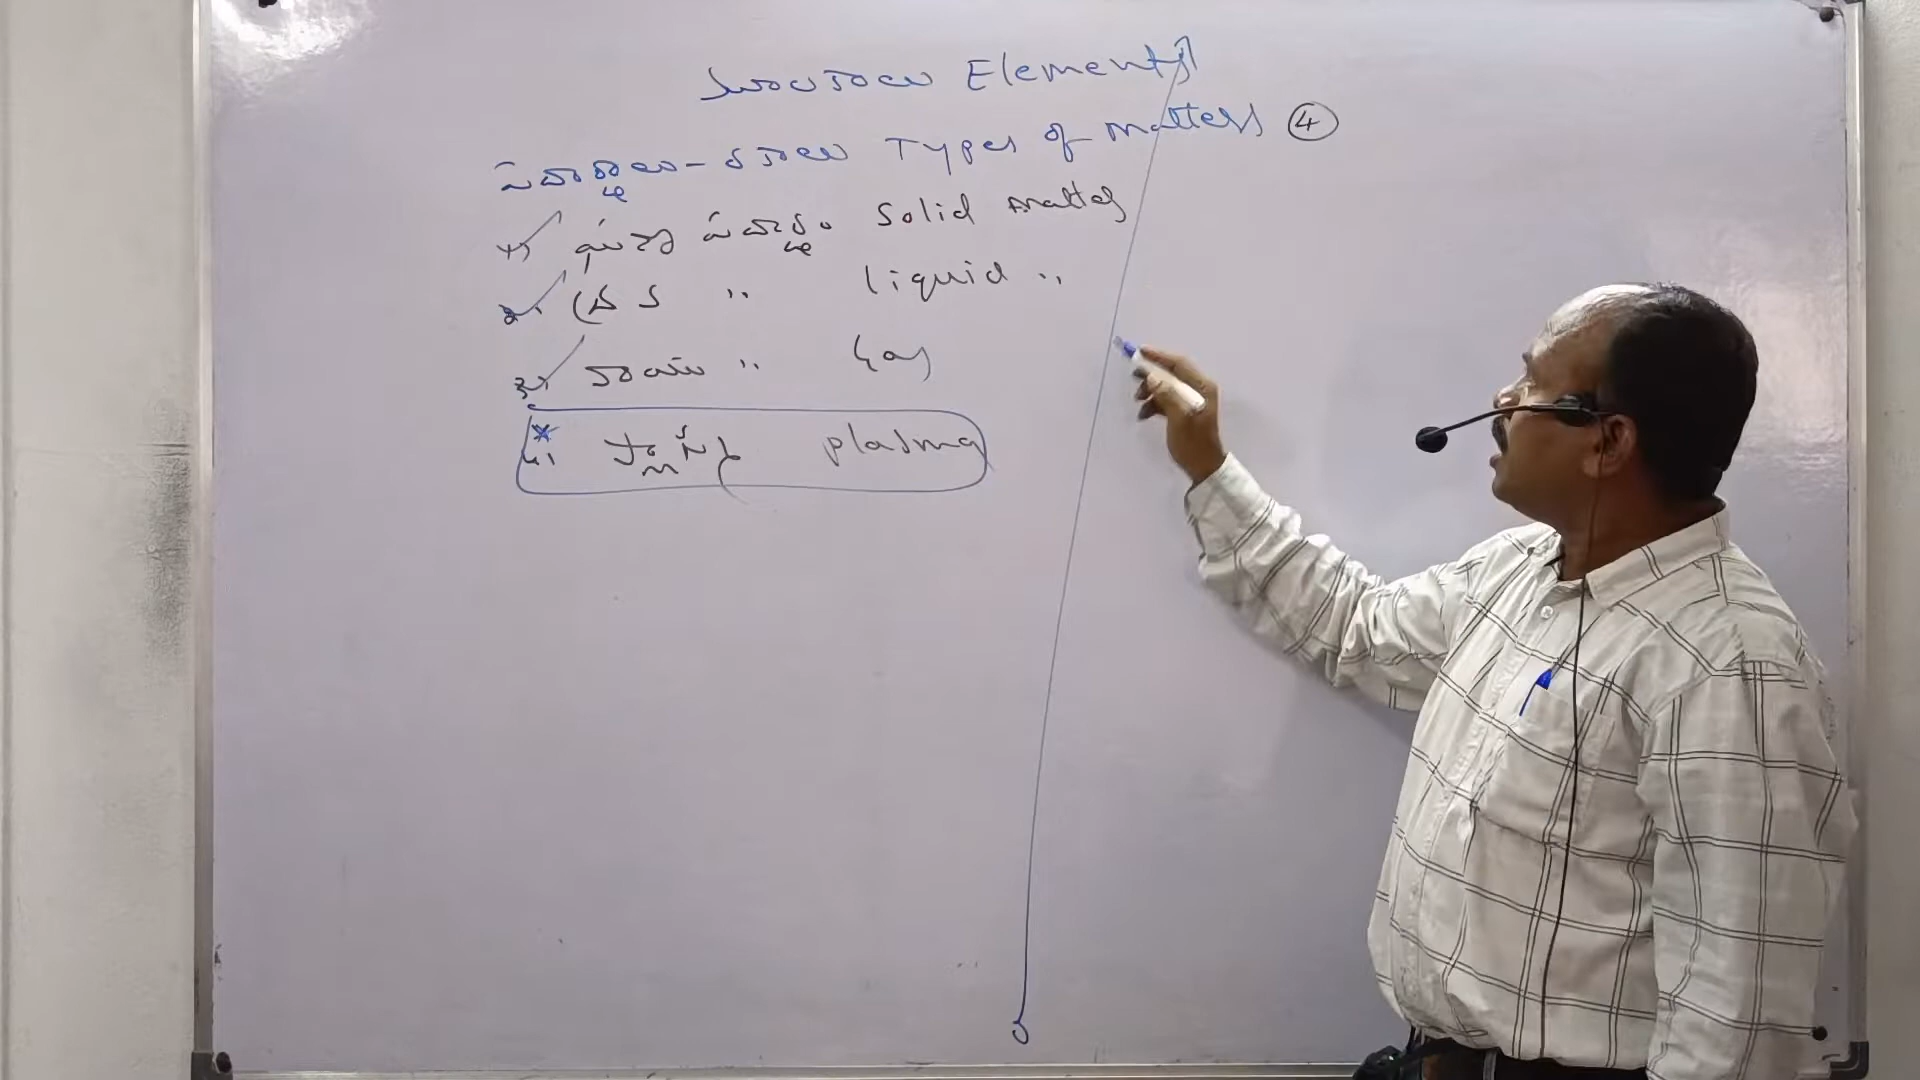 మూలకాలు Elements
పదార్థాలు - రకాలు Types of matters 4
1. ఘన పదార్థం Solid matter
2. ద్రవ " liquid "
3. వాయు " Gas
* 4. ప్లాస్మా plasma